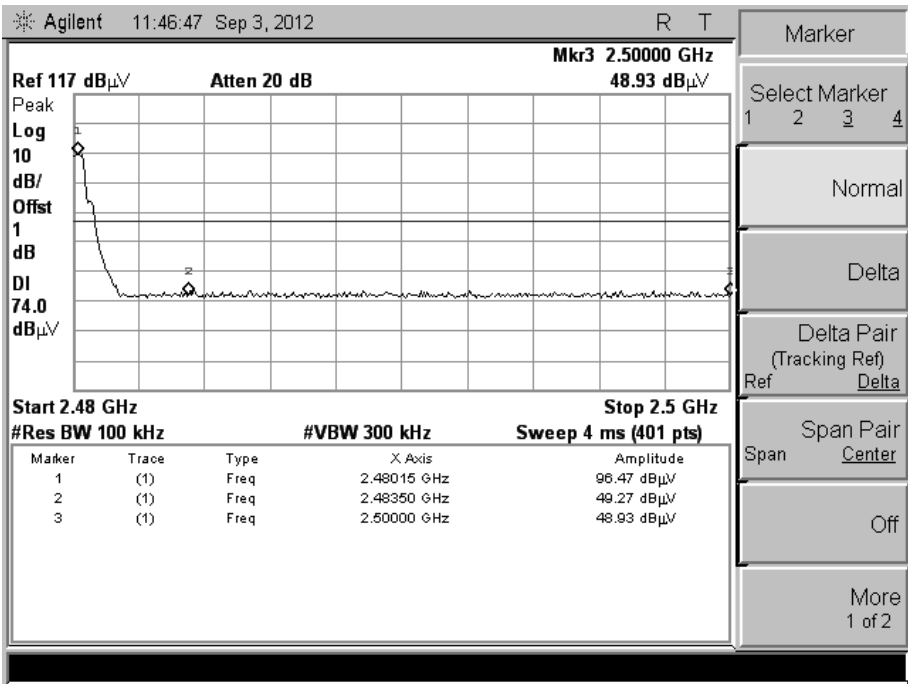 Agilent 11:46:47 Sep 3, 2012 R T
Mkr3 2.50000 GHz
Ref 117 dBµV Atten 20 dB 48.93 dBµV
Peak
Log
10
dB/
Offst
1
dB
DI
74.0
dBµV
1
2
Start 2.48 GHz Stop 2.5 GHz
#Res BW 100 kHz #VBW 300 kHz Sweep 4 ms (401 pts)
Marker Trace Type X Axis Amplitude
1 (1) Freq 2.48015 GHz 96.47 dBµV
2 (1) Freq 2.48350 GHz 49.27 dBµV
3 (1) Freq 2.50000 GHz 48.93 dBµV
Marker
Select Marker
1 2 3 4
Normal
Delta
Delta Pair
(Tracking Ref)
Ref Delta
Span Pair
Span Center
Off
More
1 of 2